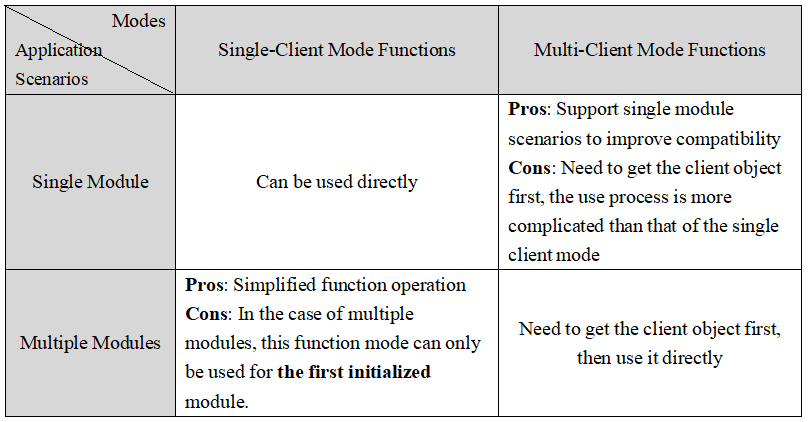 Modes
Application
Scenarios
Single-Client Mode Functions
Multi-Client Mode Functions
Single Module
Can be used directly
Pros: Support single module
scenarios to improve compatibility
Cons: Need to get the client object
first, the use process is more
complicated than that of the single
client mode
Multiple Modules
Pros: Simplified function operation
Cons: In the case of multiple
modules, this function mode can only
be used for the first initialized
module.
Need to get the client object first,
then use it directly